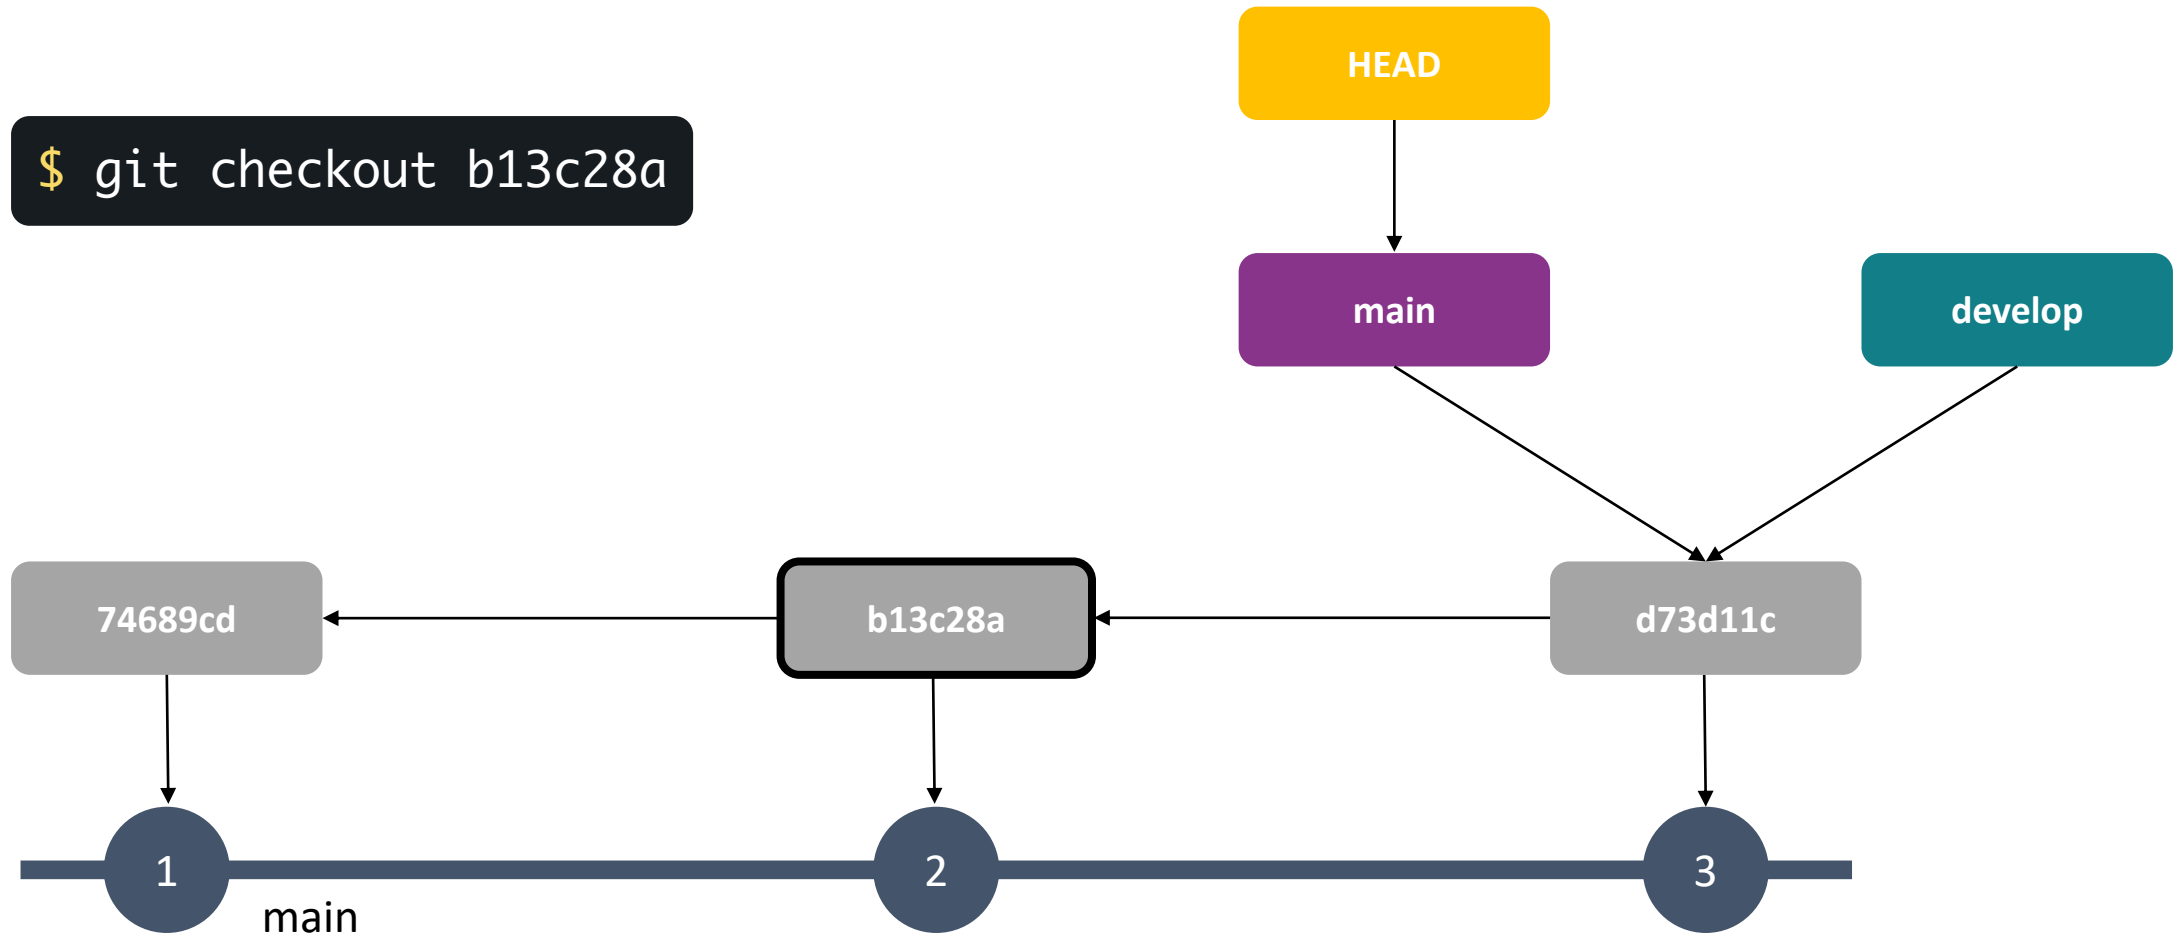 HEAD
$ git checkout b13c28a
main
develop
74689cd
b13c28a
d73d11c
1
2
3
main